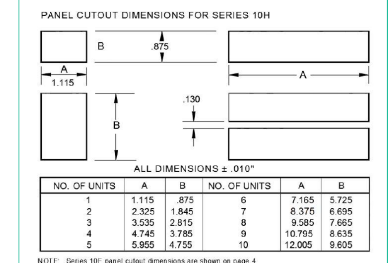 PANEL CUTOUT DIMENSIONS FOR SERIES 10H
B .875
A A
1.115
.130
B
ALL DIMENSIONS ± .010"
NO. OF UNITS A B NO. OF UNITS A B
1 1.115 .875 6 7.165 5.725
2 2.325 1.845 7 8.375 6.695
3 3.535 2.815 8 9.585 7.665
4 4.745 3.785 9 10.795 8.635
5 5.955 4.755 10 12.005 9.605
NOTE: Series 10F panel cutout dimensions are shown on page 4